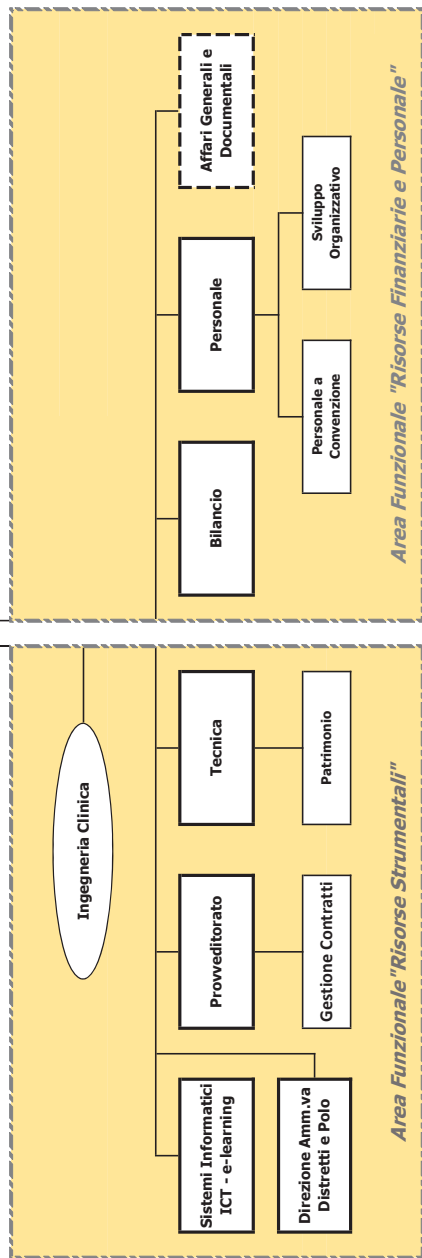 Ingegneria Clinica
Sistemi Informatici
ICT - e-learning
Direzione Amm.va
Distretti e Polo
Provveditorato
Gestione Contratti
Tecnica
Patrimonio
Area Funzionale"Risorse Strumentali"
Bilancio
Personale
Affari Generali e
Documentali
Personale a
Convenzione
Sviluppo
Organizzativo
Area Funzionale "Risorse Finanziarie e Personale"